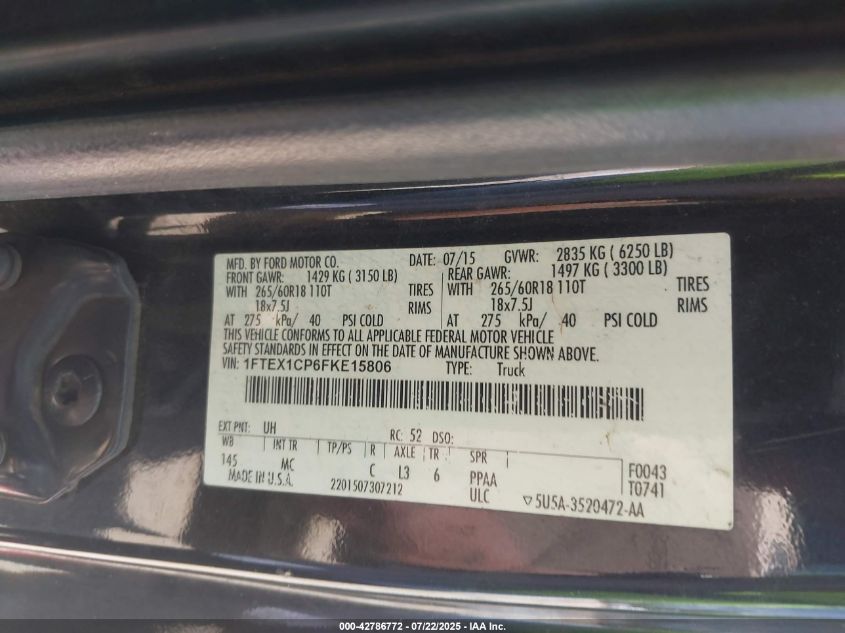 MFD. BY FORD MOTOR CO. DATE: 07/15 GVWR: 2835 KG ( 6250 LB)
FRONT GAWR: 1429 KG ( 3150 LB) REAR GAWR: 1497 KG ( 3300 LB)
WITH 265/60R18 110T TIRES WITH 265/60R18 110T TIRES
18x7.5J RIMS 18x7.5J RIMS
AT 275 kPa/ 40 PSI COLD AT 275 kPa/ 40 PSI COLD
THIS VEHICLE CONFORMS TO ALL APPLICABLE FEDERAL MOTOR VEHICLE
SAFETY STANDARDS IN EFFECT ON THE DATE OF MANUFACTURE SHOWN ABOVE.
VIN: 1FTEX1CP6FKE15806 TYPE: Truck
EXT PNT: UH RC: 52 DSO:
WB INT TR TP/PS R AXLE TR SPR
145 MC C L3 6 PPAA F0043
MADE IN U.S.A. 2201507307212 ULC ▽5U5A-3520472-AA T0741
000-42786772 - 07/22/2025 - IAA Inc.